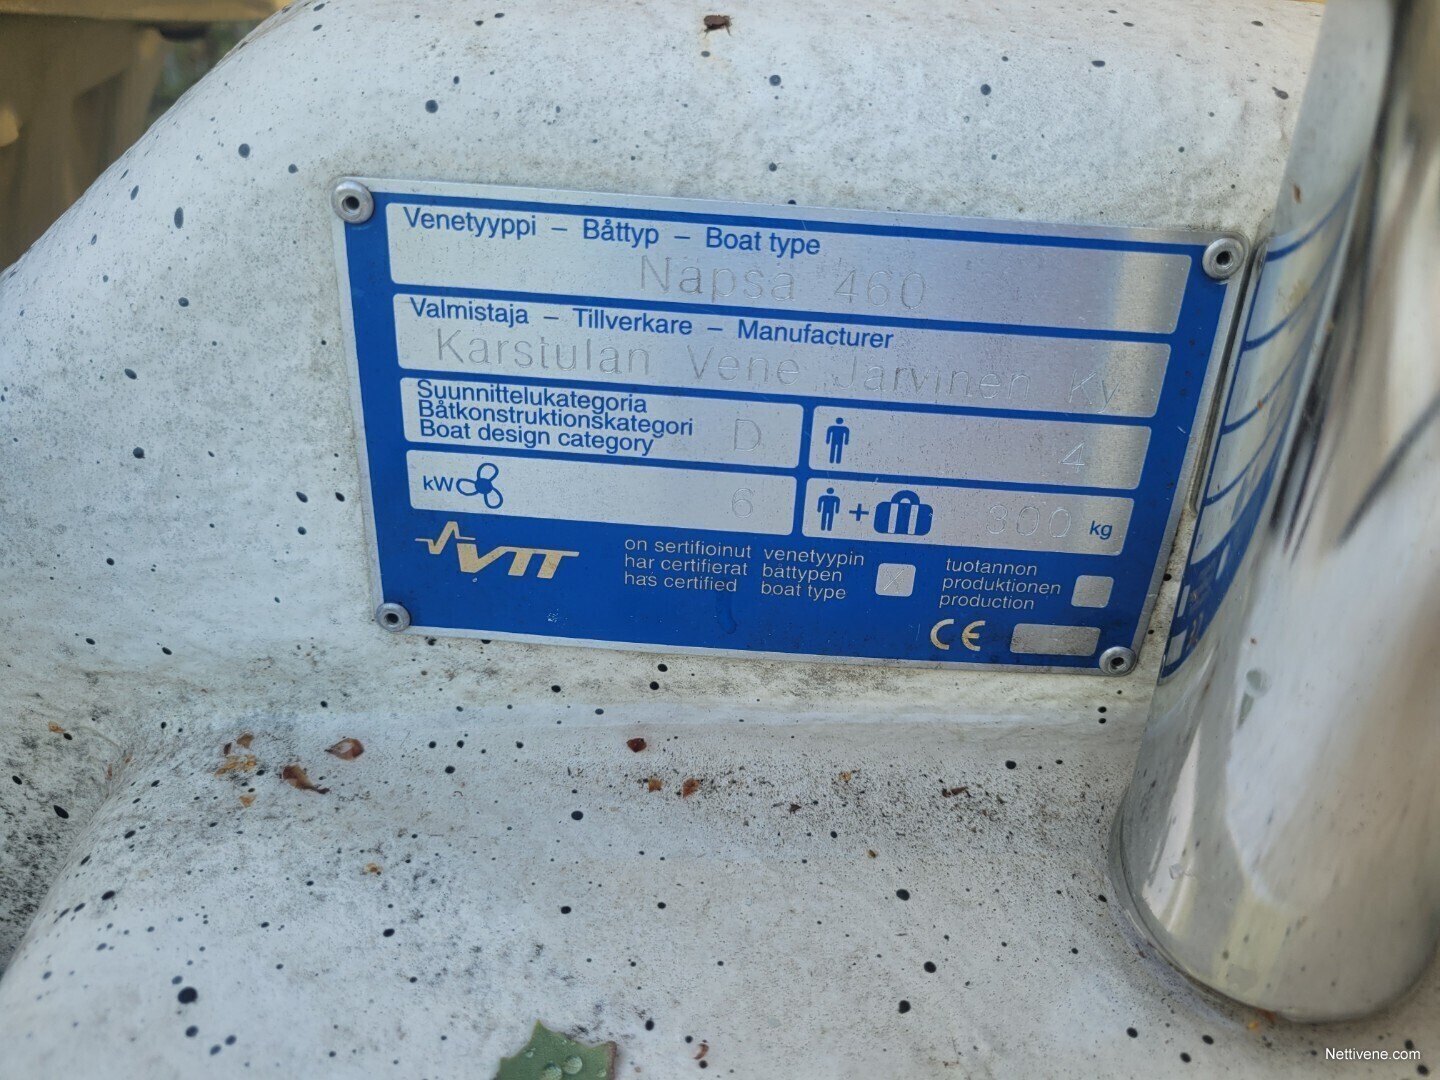 Venetyyppi – Båttyp – Boat type
Napsa 460
Valmistaja – Tillverkare – Manufacturer
Karstulan Vene Jarvinen Ky
Suunnittelukategoria
Båtkonstruktionskategori
Boat design category
D
4
kW
6
+
300 kg
VTT
on sertifioinut venetyypin
har certifierat båttypen
has certified boat type
X
tuotannon
produktionen
production
CE
Nettivene.com